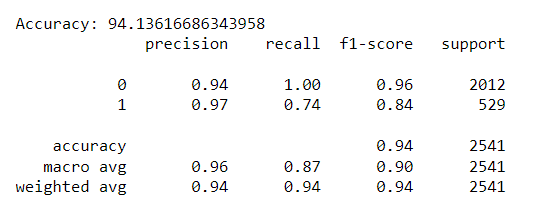 Accuracy: 94.13616686343958
precision recall f1-score support
0 0.94 1.00 0.96 2012
1 0.97 0.74 0.84 529
accuracy 0.94 2541
macro avg 0.96 0.87 0.90 2541
weighted avg 0.94 0.94 0.94 2541